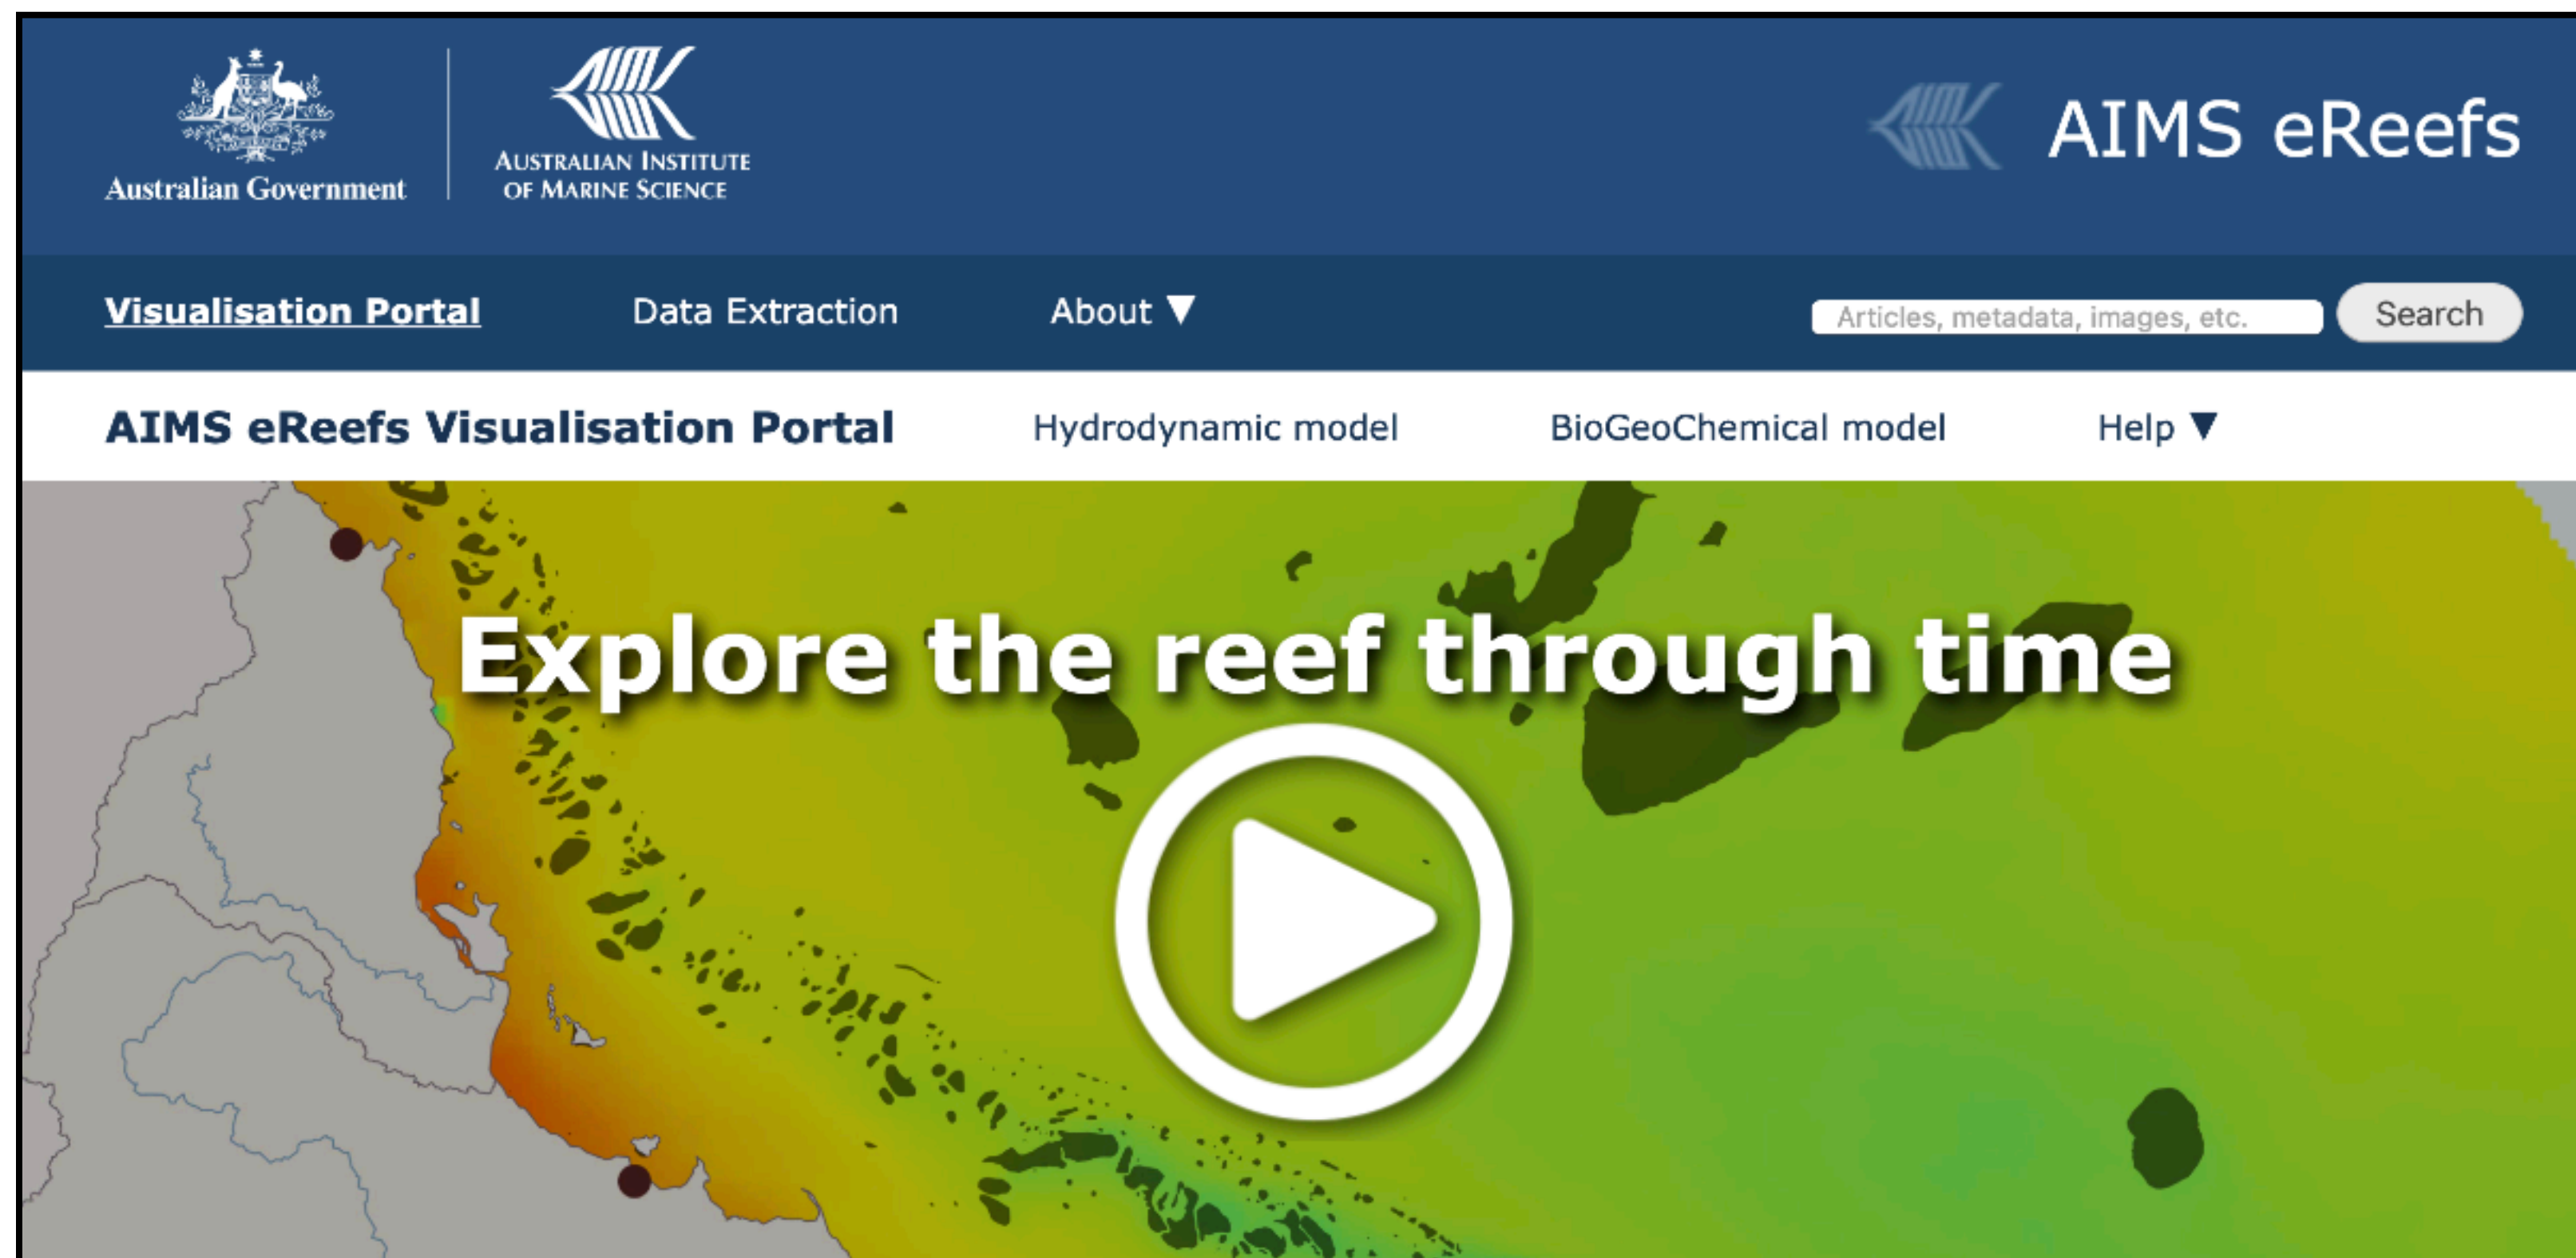 Australian Government
AUSTRALIAN INSTITUTE
OF MARINE SCIENCE
AIMS eReefs
Visualisation Portal
Data Extraction
About ▼
Articles, metadata, images, etc.
Search
AIMS eReefs Visualisation Portal
Hydrodynamic model
BioGeoChemical model
Help ▼
Explore the reef through time